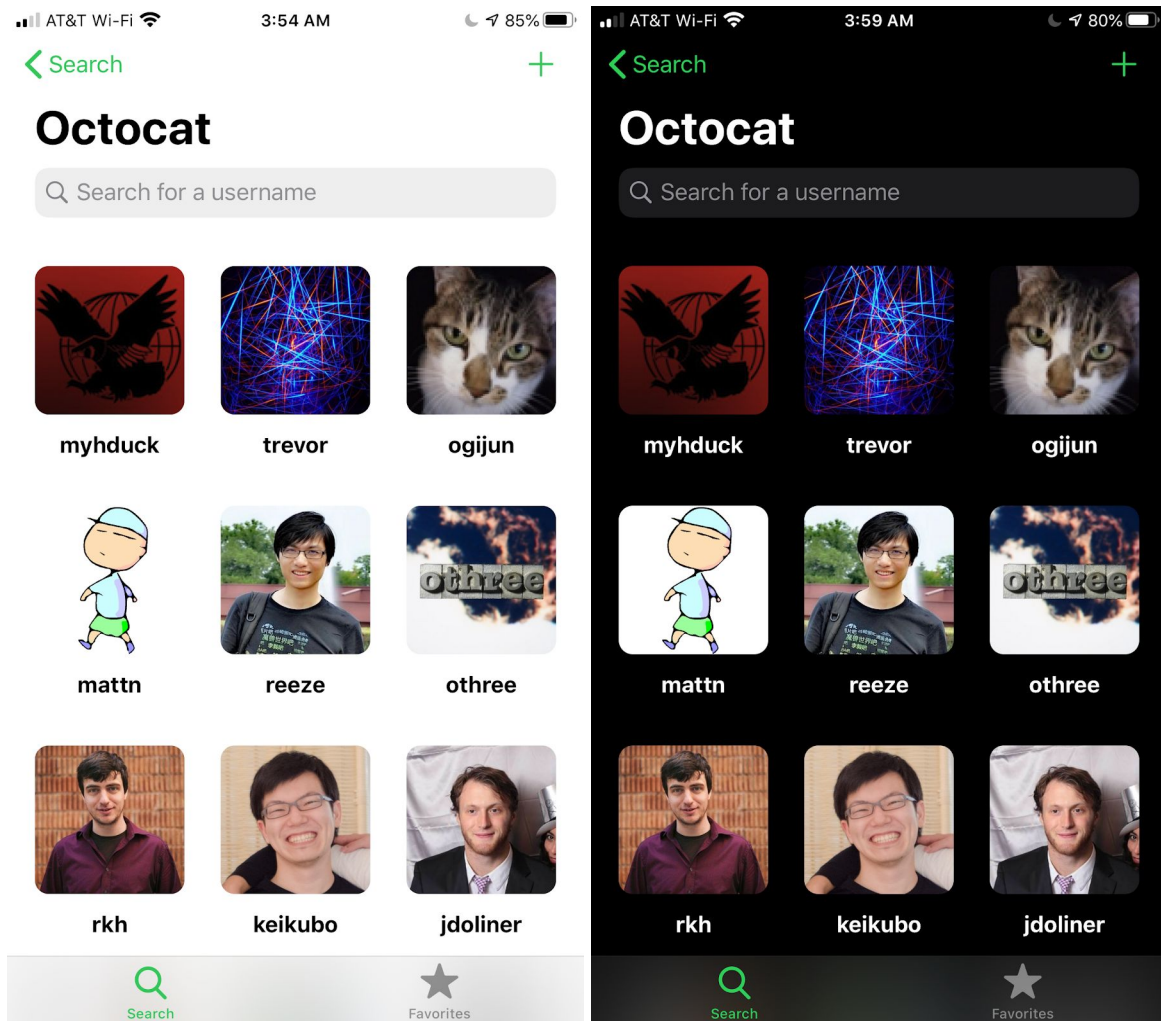 AT&T Wi-Fi 3:54 AM 85%
Search
Octocat
Search for a username
myhduck trevor ogijun
othree
mattn reeze othree
rkh keikubo jdoliner
Search Favorites
AT&T Wi-Fi 3:59 AM 80%
Search
Octocat
Search for a username
myhduck trevor ogijun
othree
mattn reeze othree
rkh keikubo jdoliner
Search Favorites